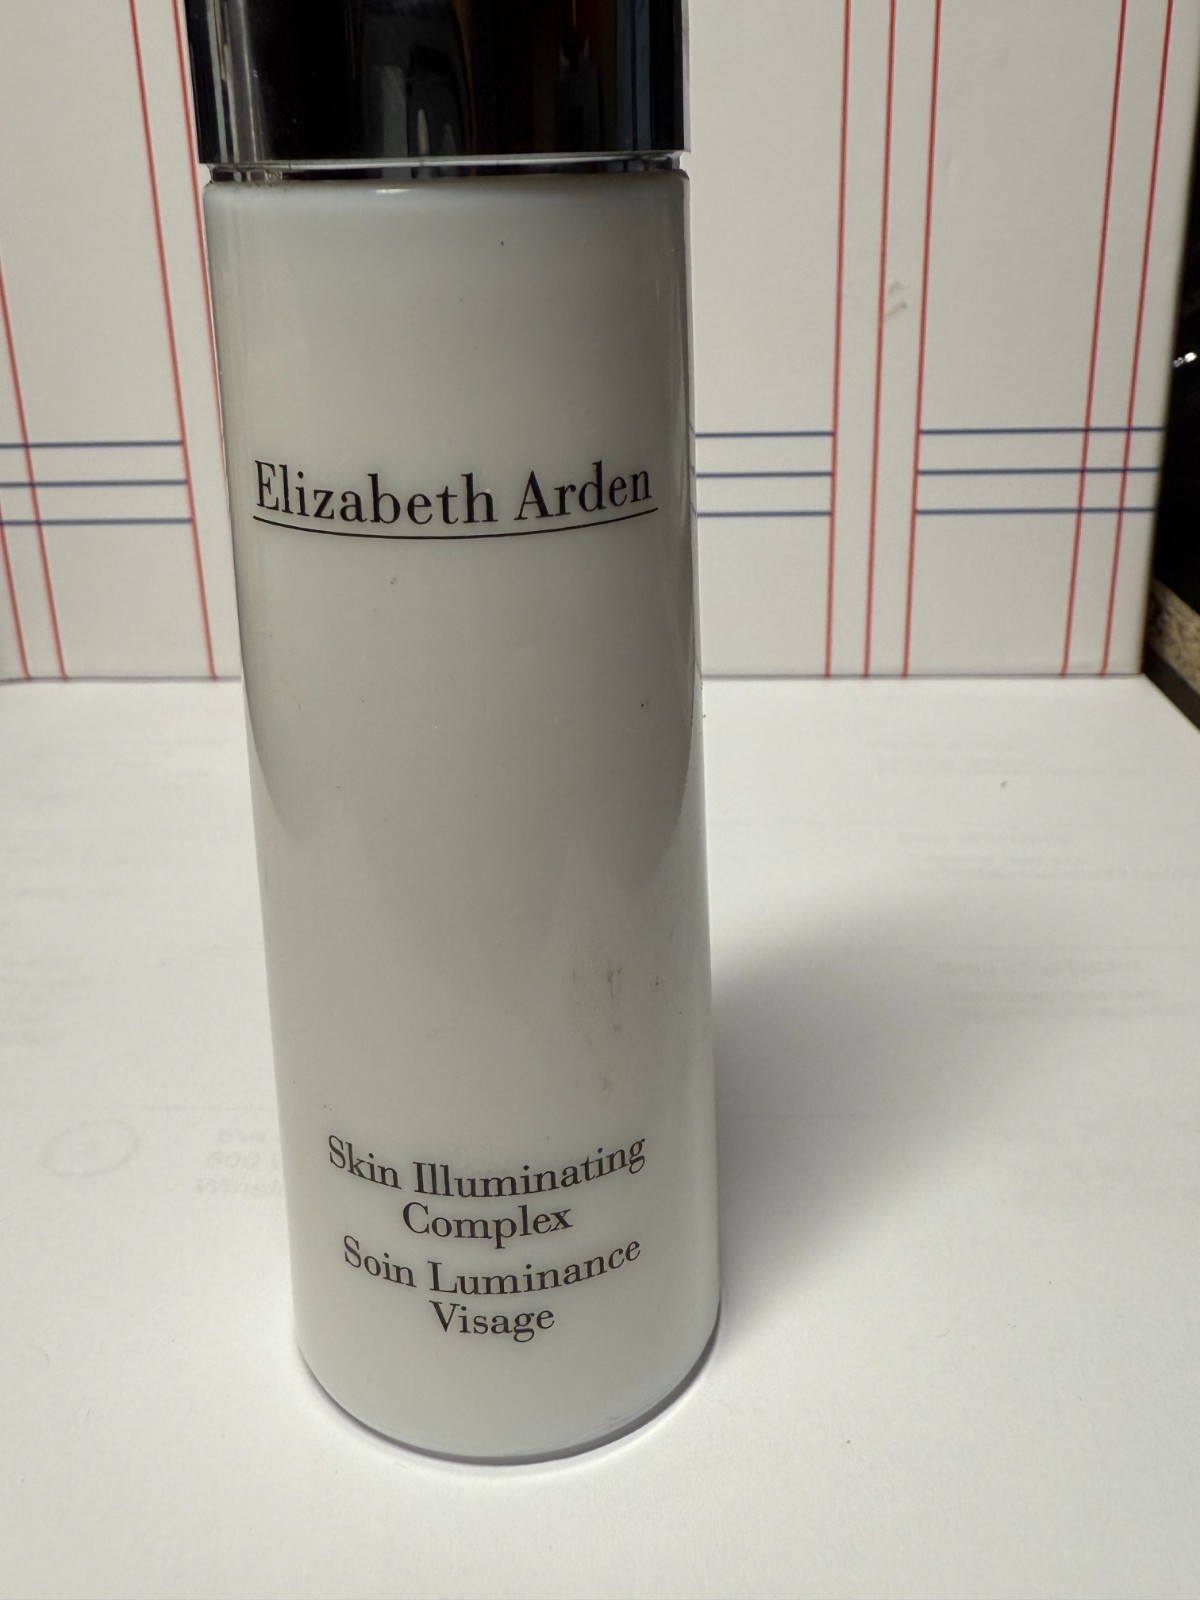 Elizabeth Arden
Skin Illuminating
Complex
Soin Luminance
Visage